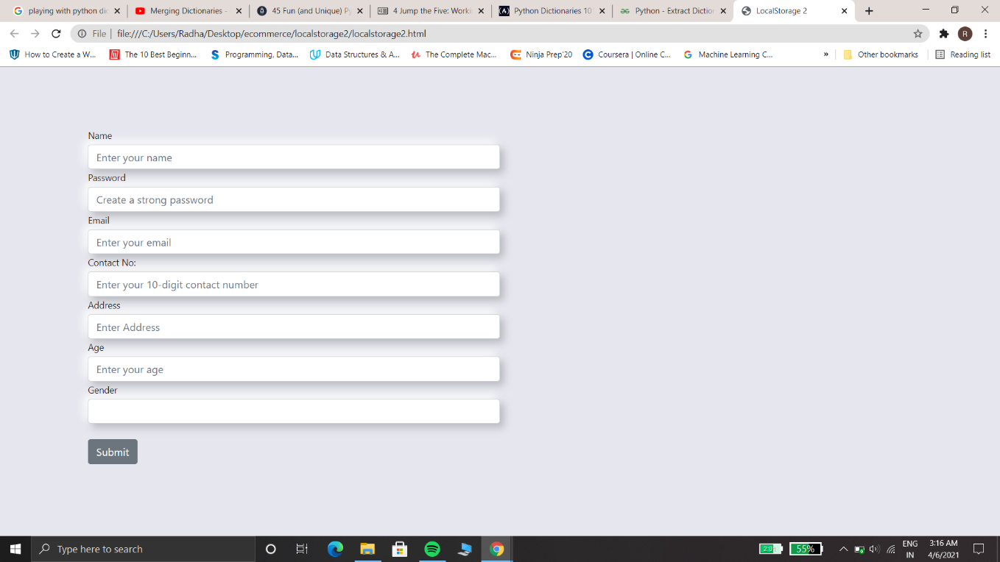 playing with python dic
Merging Dictionaries -
45 Fun (and Unique) Py
4 Jump the Five: Workin
Python Dictionaries 10
Python - Extract Diction
LocalStorage 2
File
file:///C:/Users/Radha/Desktop/ecommerce/localstorage2/localstorage2.html
R
How to Create a W...
The 10 Best Beginn...
Programming, Data...
Data Structures & A...
The Complete Mac...
Ninja Prep'20
Coursera | Online C...
Machine Learning C...
»
Other bookmarks
Reading list
Name
Enter your name
Password
Create a strong password
Email
Enter your email
Contact No:
Enter your 10-digit contact number
Address
Enter Address
Age
Enter your age
Gender
Submit
Type here to search
55%
ENG
IN
3:16 AM
4/6/2021